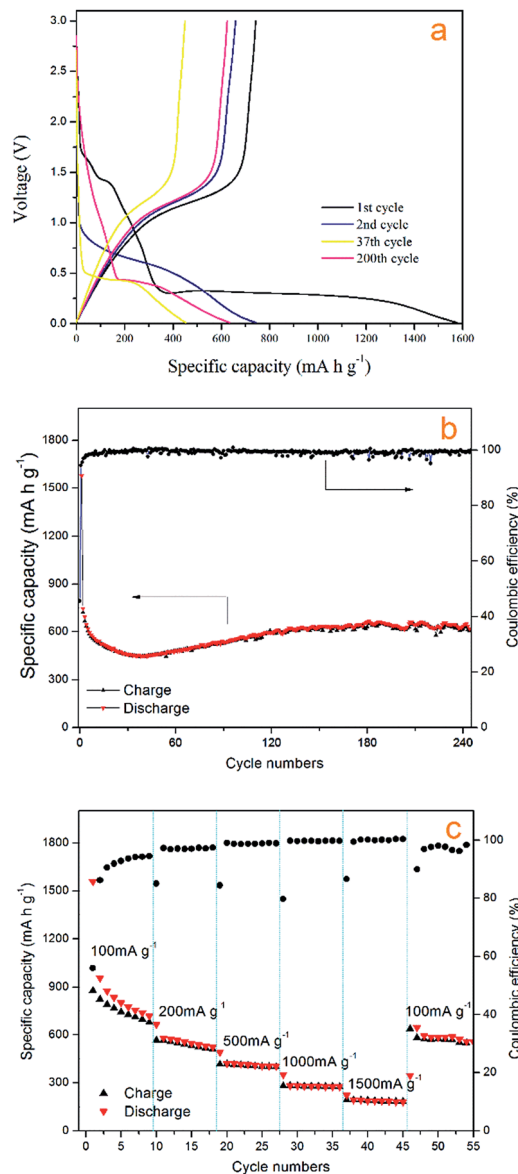 a
3.0
2.5
2.0
1.5
1.0
0.5
0.0
Voltage (V)
1st cycle
2nd cycle
37th cycle
200th cycle
0 200 400 600 800 1000 1200 1400 1600
Specific capacity (mA h g⁻¹)
b
1800
1500
1200
900
600
300
0
Specific capacity (mA h g⁻¹)
100
80
60
40
20
0
Coulombic efficiency (%)
Charge
Discharge
0 60 120 180 240
Cycle numbers
c
1800
1500
1200
900
600
300
0
Specific capacity (mA h g⁻¹)
100
80
60
40
20
0
Coulombic efficiency (%)
100mA g⁻¹
200mA g⁻¹
500mA g⁻¹
1000mA g⁻¹
1500mA g⁻¹
100mA g⁻¹
Charge
Discharge
0 5 10 15 20 25 30 35 40 45 50 55
Cycle numbers